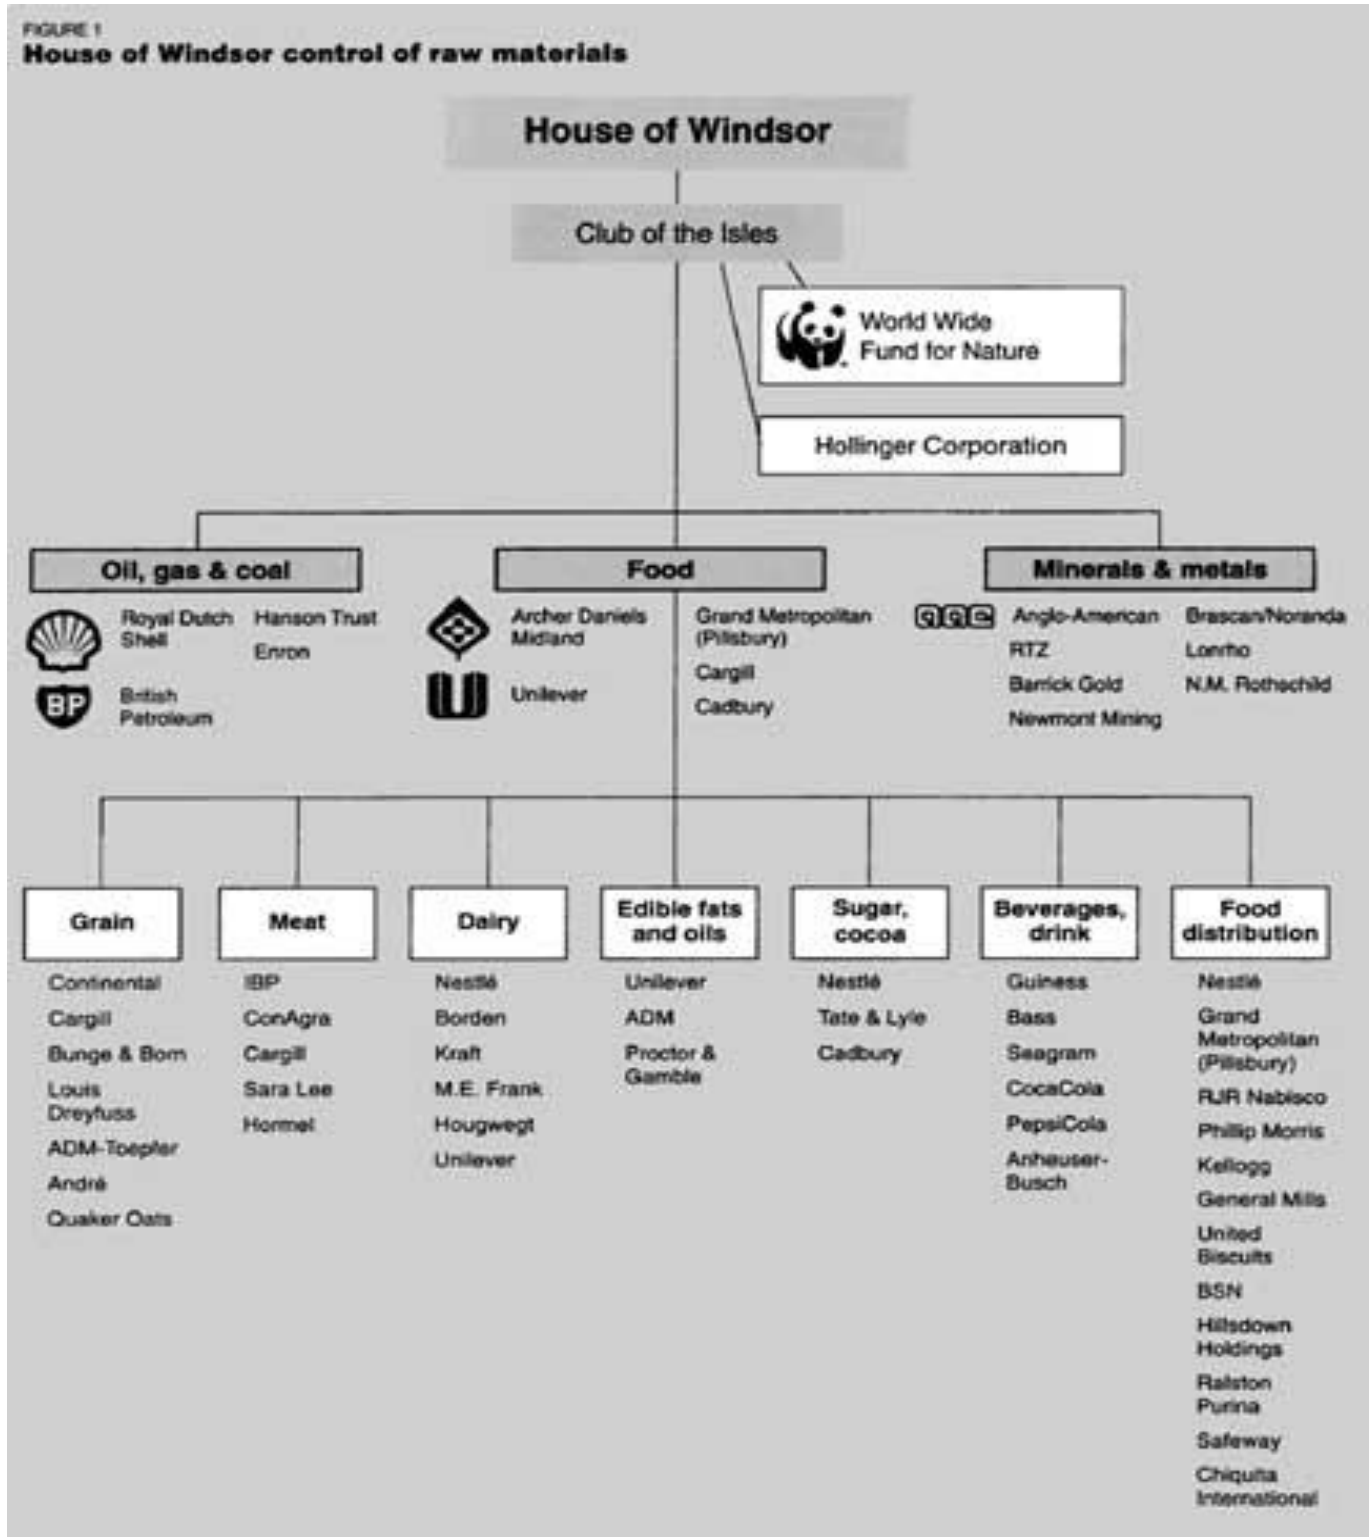 FIGURE 1
House of Windsor control of raw materials
House of Windsor
Club of the Isles
World Wide
Fund for Nature
Hollinger Corporation
Oil, gas & coal
Royal Dutch
Shell
British
Petroleum
Hanson Trust
Enron
BP
Food
Archer Daniels
Midland
Unilever
Grand Metropolitan
(Pillsbury)
Cargill
Cadbury
Minerals & metals
Anglo-American
RTZ
Barrick Gold
Newmont Mining
Brascan/Noranda
Lonrho
N.M. Rothschild
Grain
Continental
Cargill
Bunge & Born
Louis
Dreyfuss
ADM-Toepfer
André
Quaker Oats
Meat
IBP
ConAgra
Cargill
Sara Lee
Hormel
Dairy
Nestlé
Borden
Kraft
M.E. Frank
Hougwegt
Unilever
Edible fats
and oils
Unilever
ADM
Proctor &
Gamble
Sugar,
cocoa
Nestlé
Tate & Lyle
Cadbury
Beverages,
drink
Guiness
Bass
Seagram
CocaCola
PepsiCola
Anheuser-
Busch
Food
distribution
Nestlé
Grand
Metropolitan
(Pillsbury)
RJR Nabisco
Phillip Morris
Kellogg
General Mills
United
Biscuits
BSN
Hillsdown
Holdings
Ralston
Purina
Safeway
Chiquita
International